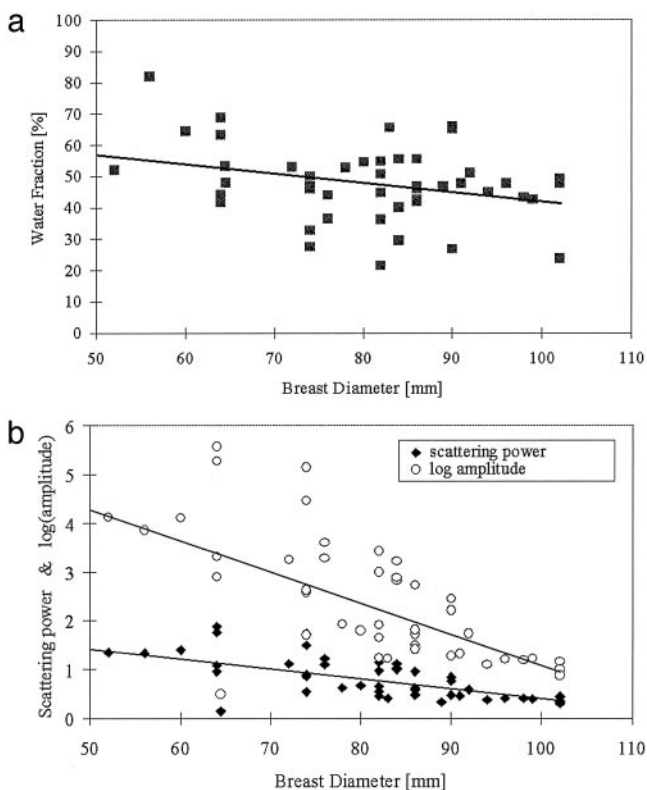 a
100
90
80
70
60
50
40
30
20
10
0
Water Fraction [%]
50 60 70 80 90 100 110
Breast Diameter [mm]
b
6
5
4
3
2
1
0
Scattering power & log(amplitude)
scattering power
log amplitude
50 60 70 80 90 100 110
Breast Diameter [mm]